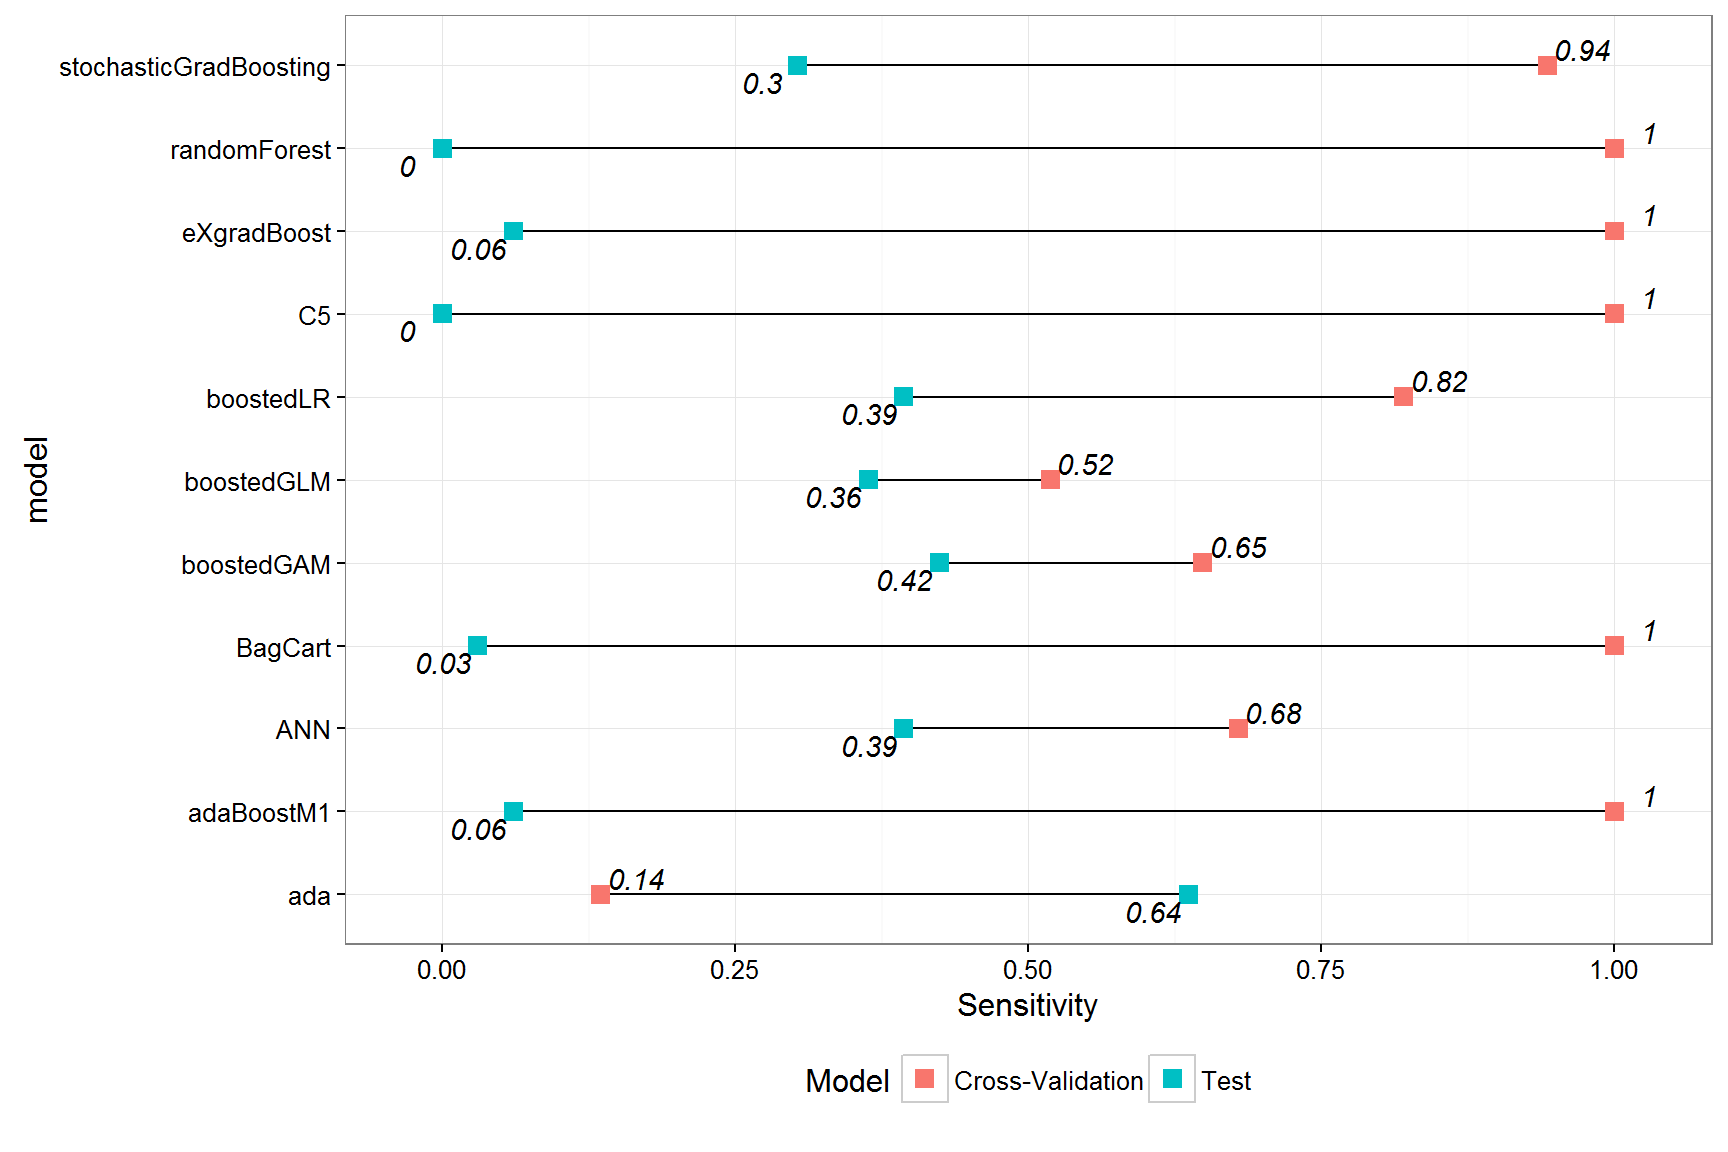 stochasticGradBoosting
0.3
0.94
randomForest
0
1
eXgradBoost
0.06
1
C5
0
1
boostedLR
0.39
0.82
boostedGLM
0.36
0.52
boostedGAM
0.42
0.65
BagCart
0.03
1
ANN
0.39
0.68
adaBoostM1
0.06
1
ada
0.14
0.64
model
0.00 0.25 0.50 0.75 1.00
Sensitivity
Model Cross-Validation Test